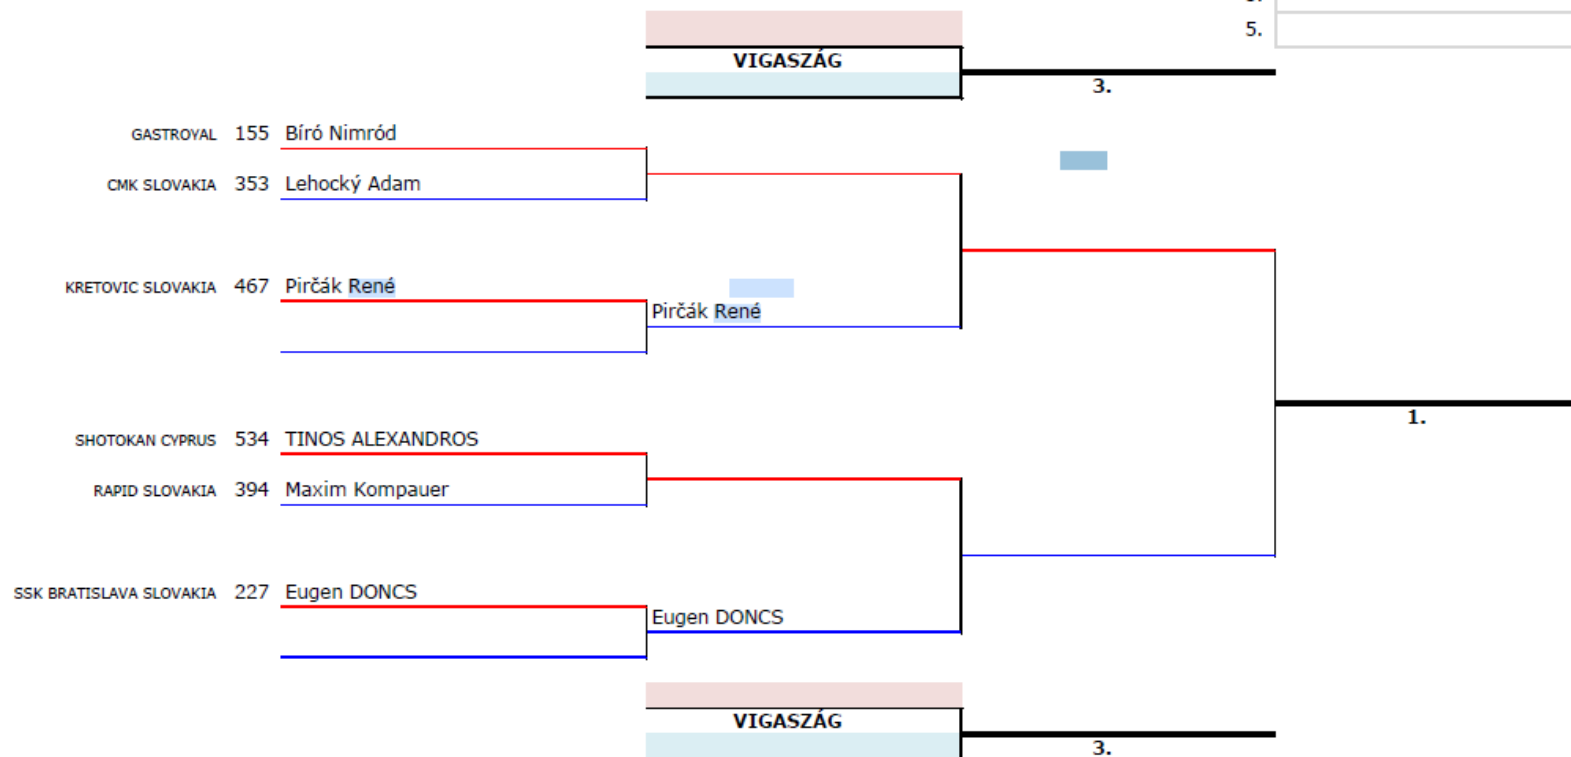 5.
VIGASZÁG
3.
GASTROYAL 155 Bíró Nimród
CMK SLOVAKIA 353 Lehocký Adam
KRETOVIC SLOVAKIA 467 Pirčák René
Pirčák René
SHOTOKAN CYPRUS 534 TINOS ALEXANDROS
1.
RAPID SLOVAKIA 394 Maxim Kompauer
SSK BRATISLAVA SLOVAKIA 227 Eugen DONCS
Eugen DONCS
VIGASZÁG
3.